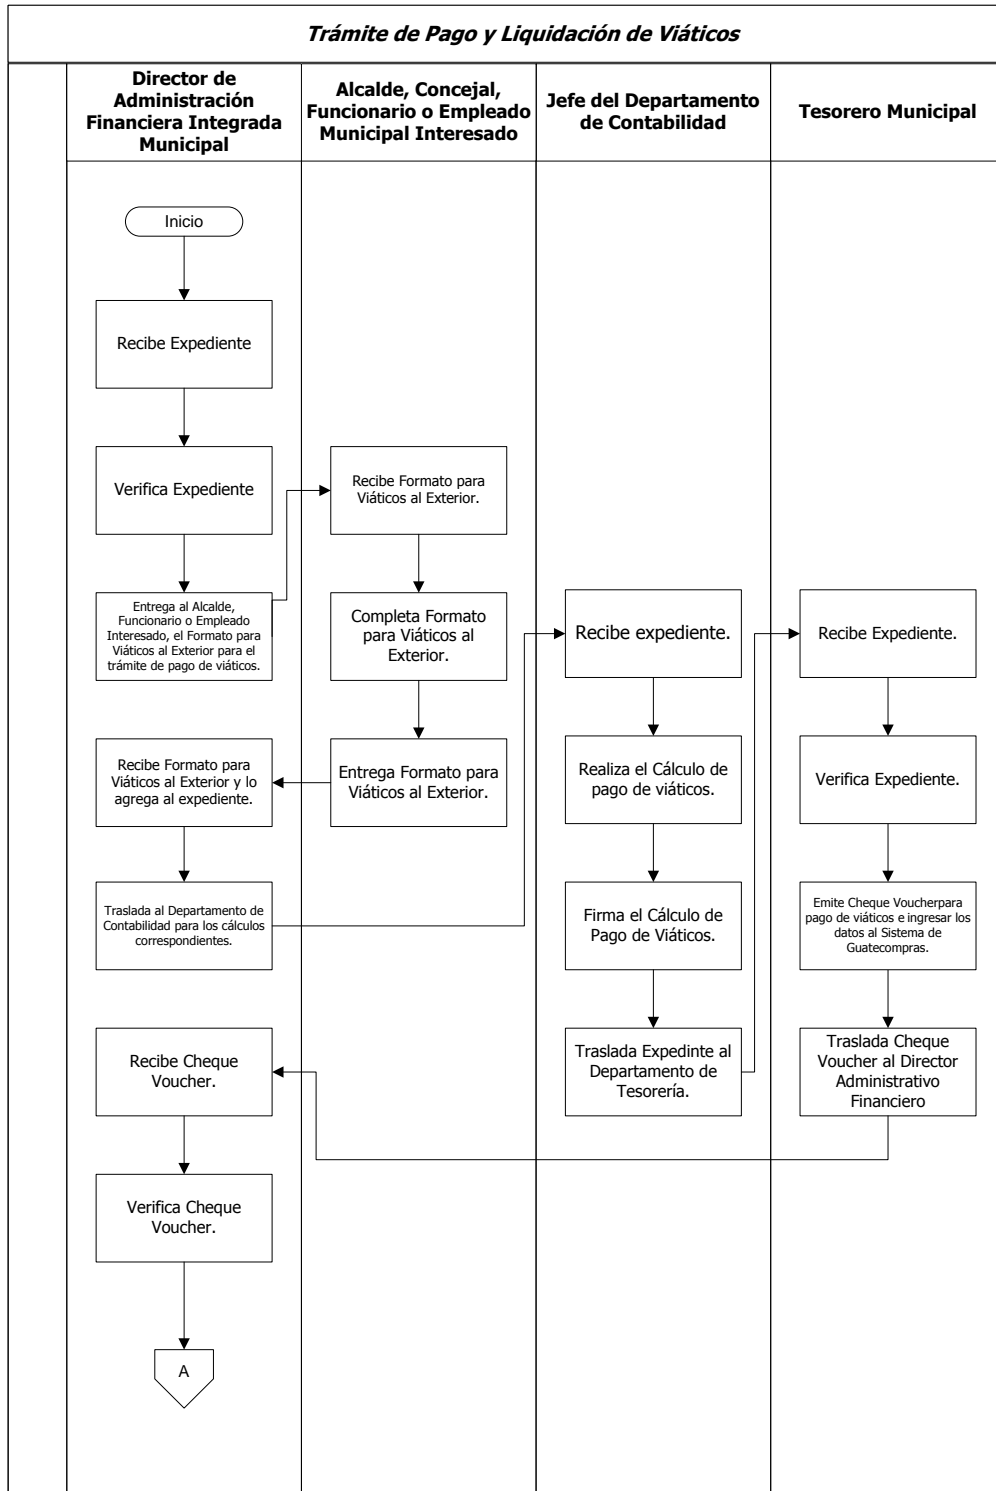 Trámite de Pago y Liquidación de Viáticos
Director de
Administración
Financiera Integrada
Municipal
Alcalde, Concejal,
Funcionario o Empleado
Municipal Interesado
Jefe del Departamento
de Contabilidad
Tesorero Municipal
Inicio
Recibe Expediente
Verifica Expediente
Entrega al Alcalde,
Funcionario o Empleado
Interesado, el Formato para
Viáticos al Exterior para el
trámite de pago de viáticos.
Recibe Formato para
Viáticos al Exterior.
Completa Formato
para Viáticos al
Exterior.
Entrega Formato para
Viáticos al Exterior.
Recibe Formato para
Viáticos al Exterior y lo
agrega al expediente.
Traslada al Departamento de
Contabilidad para los cálculos
correspondientes.
Recibe expediente.
Realiza el Cálculo de
pago de viáticos.
Firma el Cálculo de
Pago de Viáticos.
Traslada Expedinte al
Departamento de
Tesorería.
Recibe Expediente.
Verifica Expediente.
Emite Cheque Voucherpara
pago de viáticos e ingresar los
datos al Sistema de
Guatecompras.
Traslada Cheque
Voucher al Director
Administrativo
Financiero
Recibe Cheque
Voucher.
Verifica Cheque
Voucher.
A